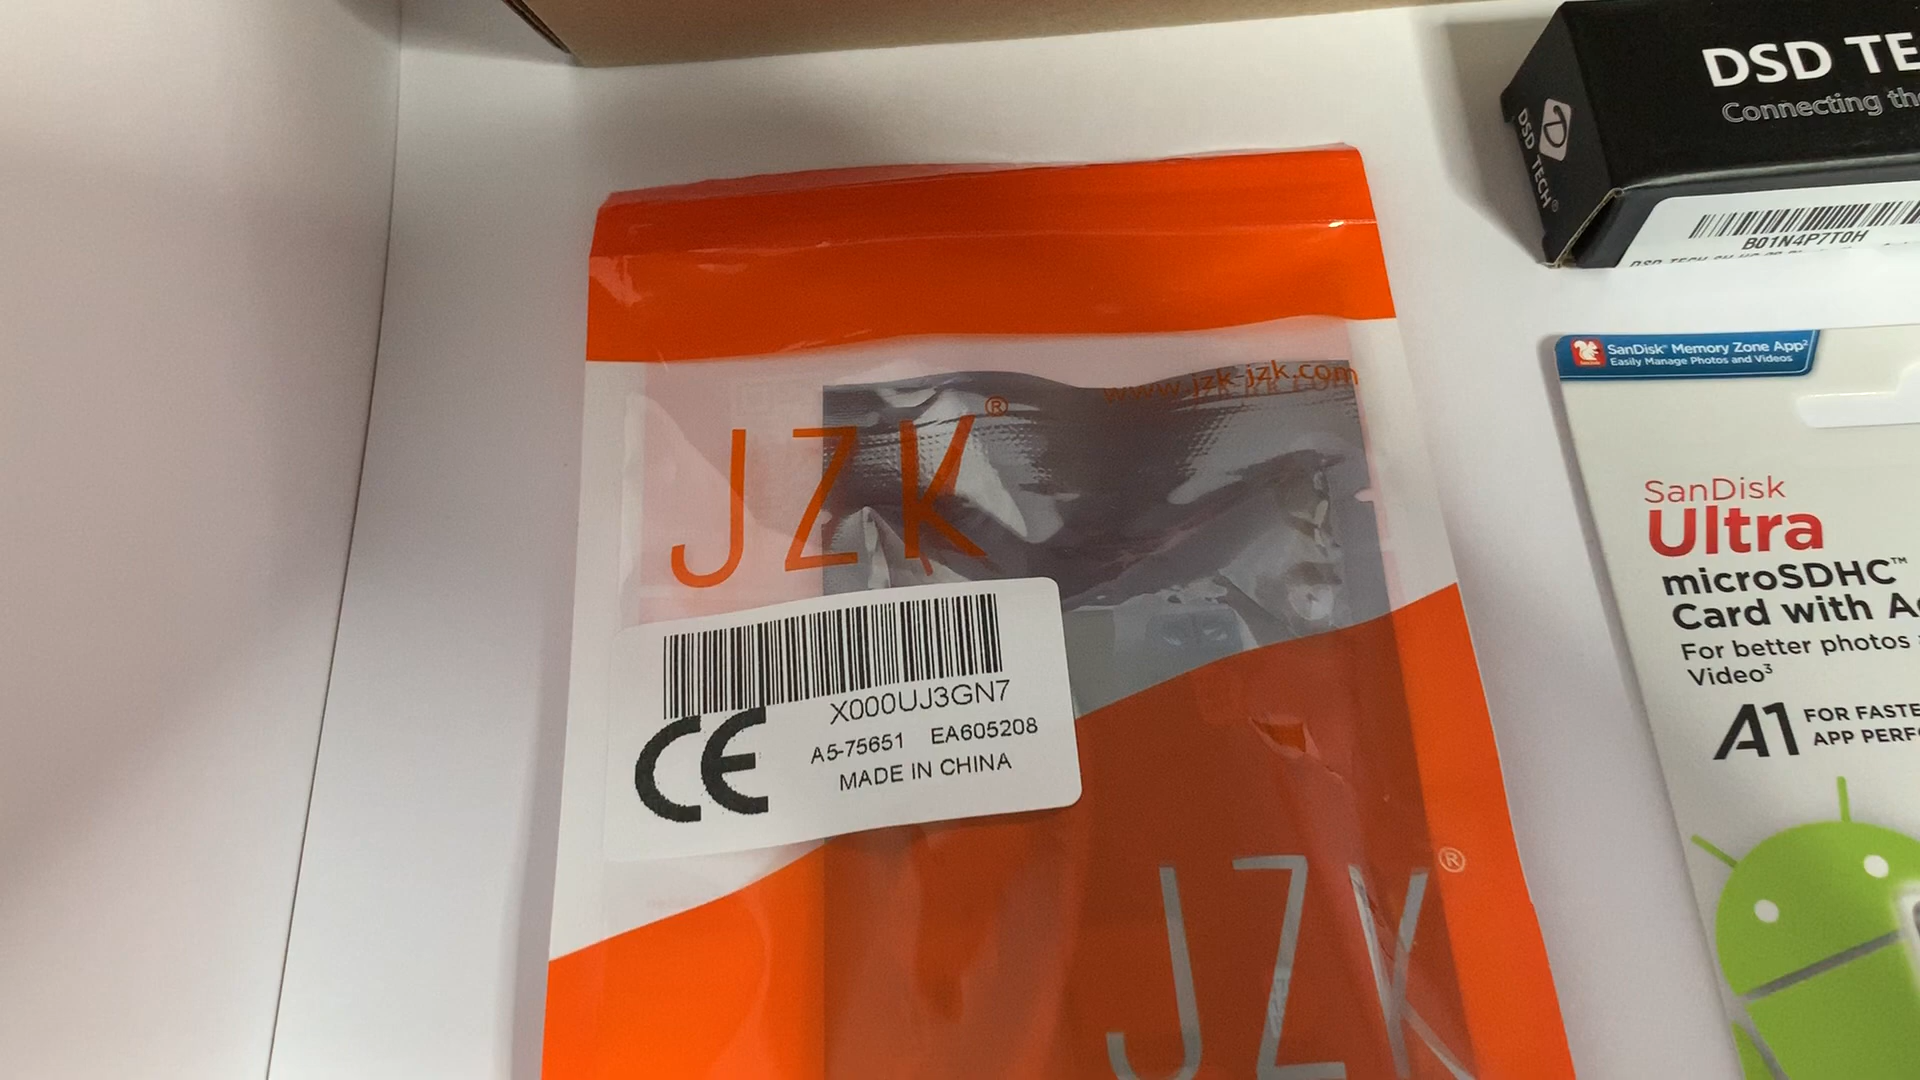 www.jzk-jzk.com
JZK®
X000UJ3GN7
A5-75651 EA605208
MADE IN CHINA
CE
JZK®
DSD TE
Connecting the
DSD TECH®
B01N4P7T0H
SanDisk® Memory Zone App²
Easily Manage Photos and Videos
SanDisk
Ultra
microSDHC™
Card with A
For better photos
Video³
A1 FOR FASTE
APP PERF